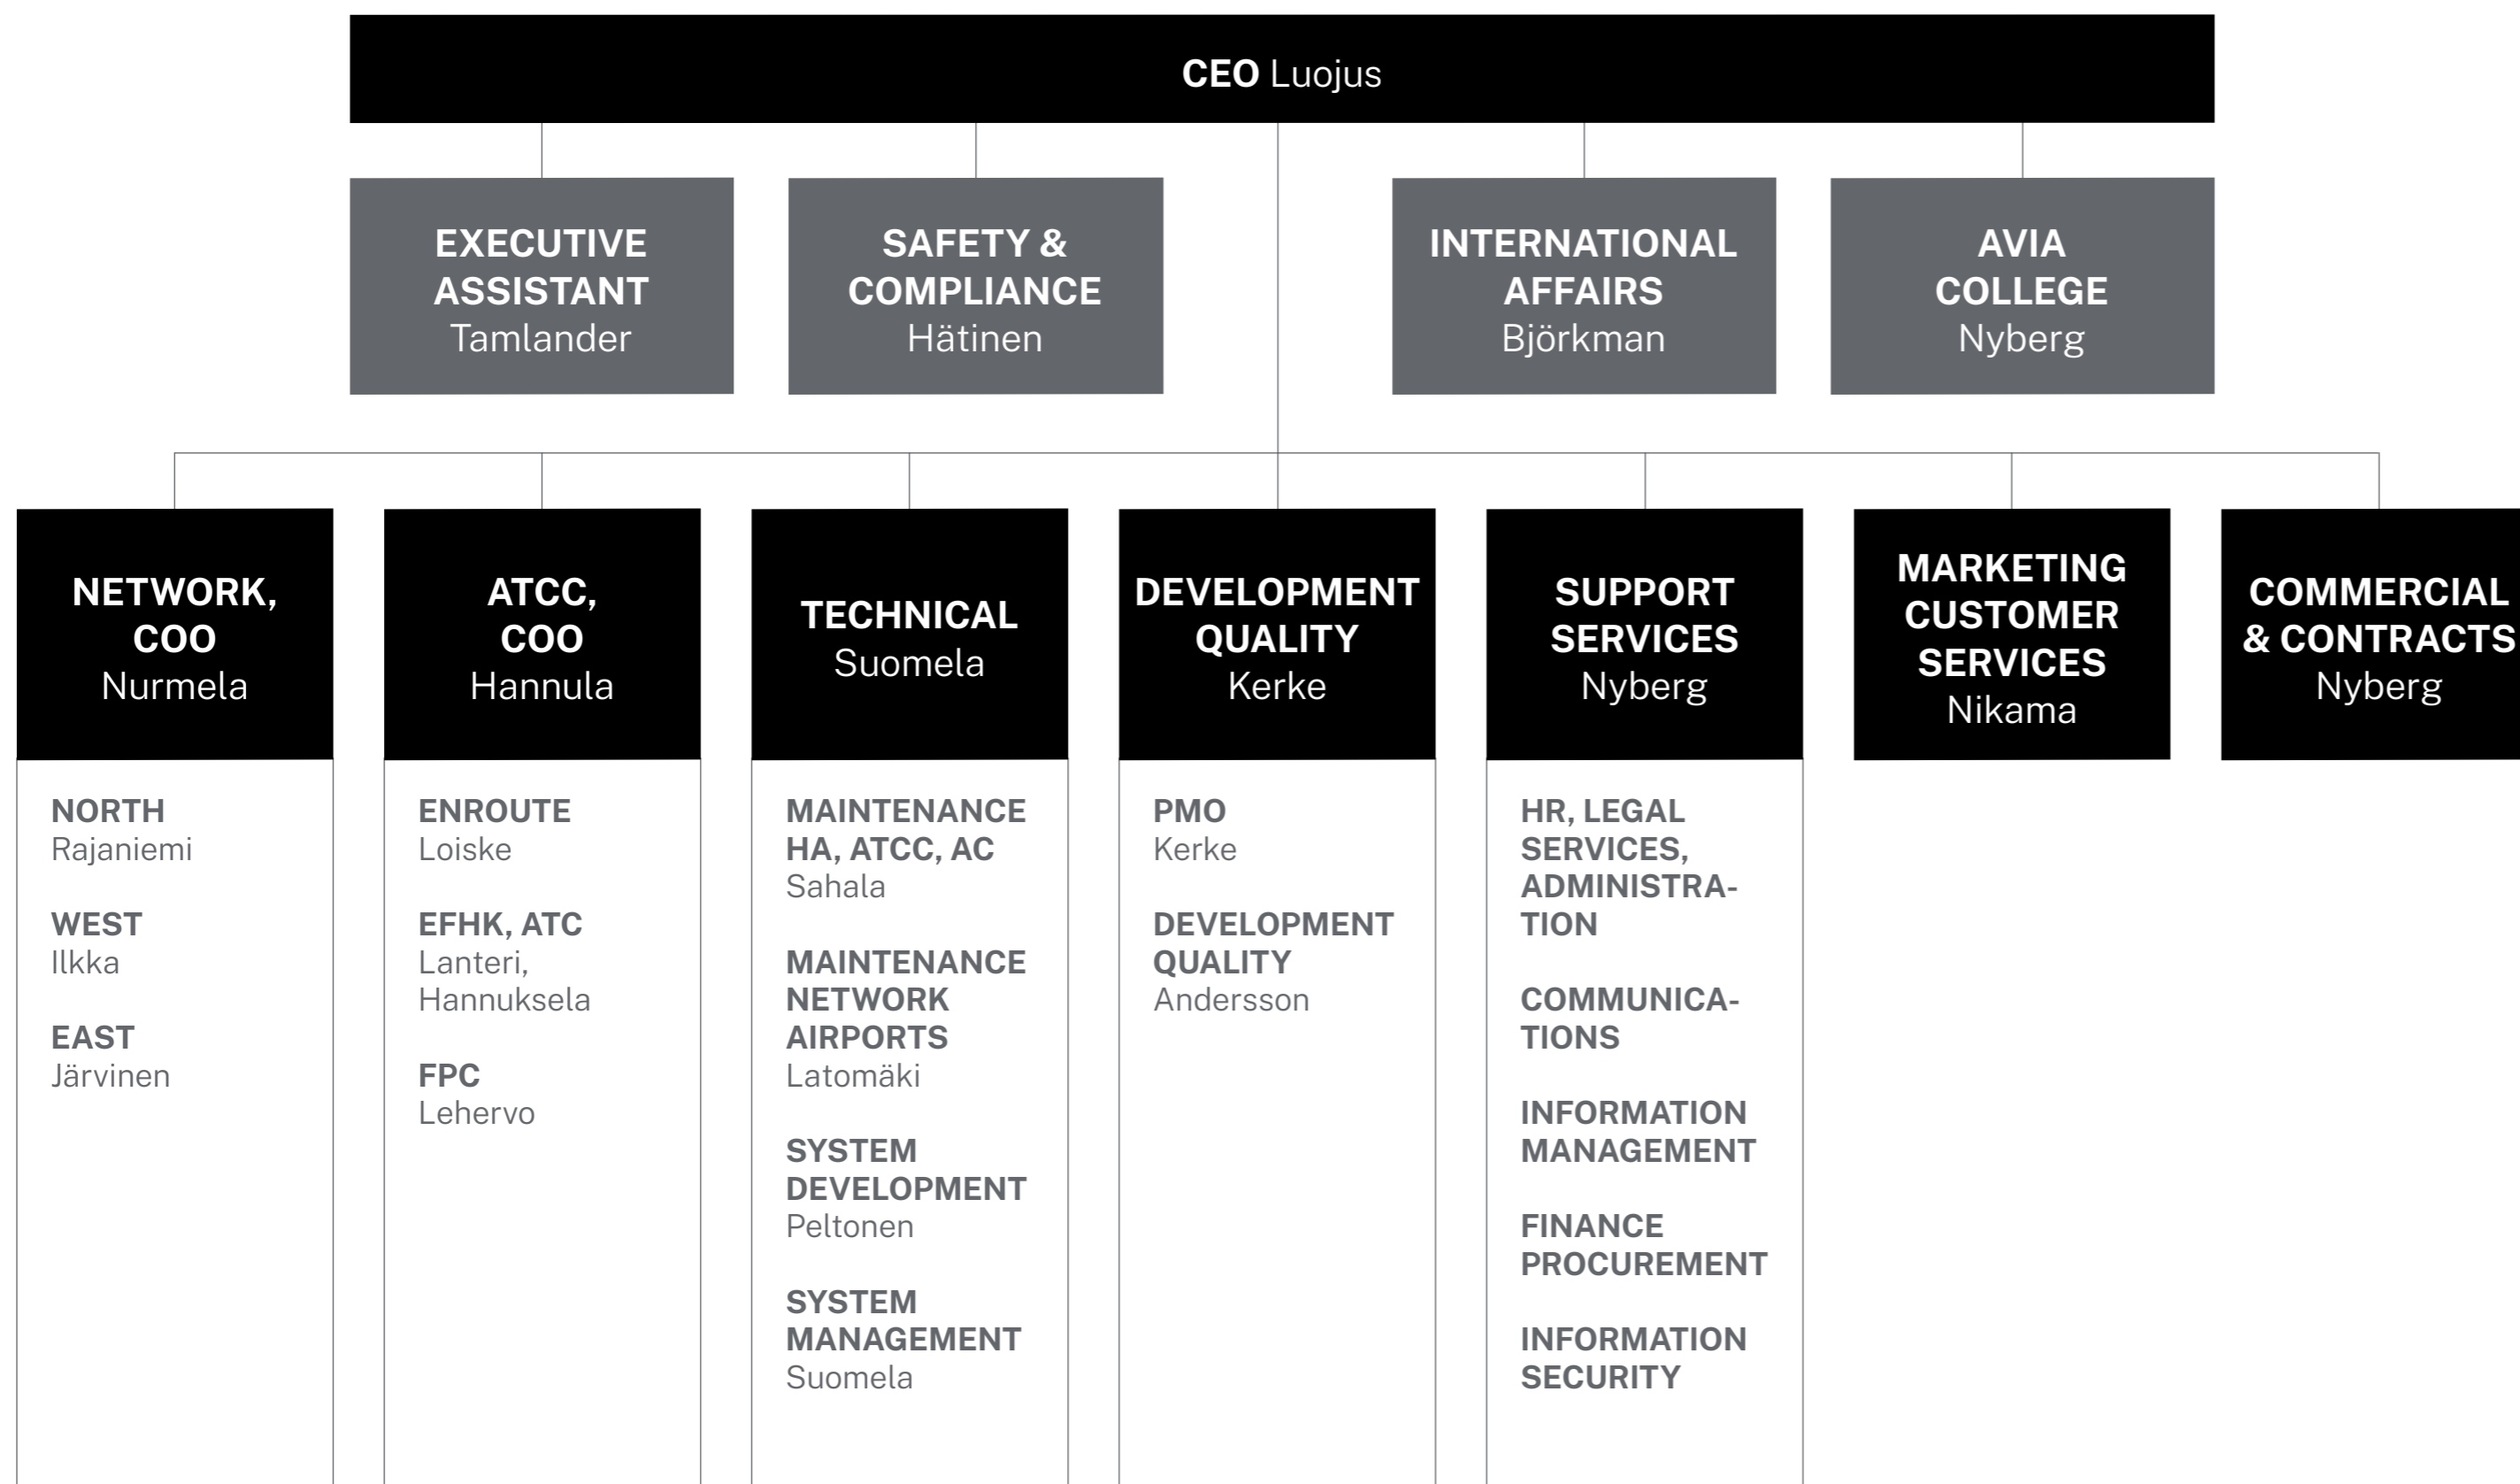 CEO Luojus
EXECUTIVE
ASSISTANT
Tamlander
SAFETY &
COMPLIANCE
Hätinen
INTERNATIONAL
AFFAIRS
Björkman
AVIA
COLLEGE
Nyberg
NETWORK,
COO
Nurmela
NORTH
Rajaniemi
WEST
Ilkka
EAST
Järvinen
ATCC,
COO
Hannula
ENROUTE
Loiske
EFHK, ATC
Lanteri,
Hannuksela
FPC
Lehervo
TECHNICAL
Suomela
MAINTENANCE
HA, ATCC, AC
Sahala
MAINTENANCE
NETWORK
AIRPORTS
Latomäki
SYSTEM
DEVELOPMENT
Peltonen
SYSTEM
MANAGEMENT
Suomela
DEVELOPMENT
QUALITY
Kerke
PMO
Kerke
DEVELOPMENT
QUALITY
Andersson
SUPPORT
SERVICES
Nyberg
HR, LEGAL
SERVICES,
ADMINISTRA-
TION
COMMUNICA-
TIONS
INFORMATION
MANAGEMENT
FINANCE
PROCUREMENT
INFORMATION
SECURITY
MARKETING
CUSTOMER
SERVICES
Nikama
COMMERCIAL
& CONTRACTS
Nyberg